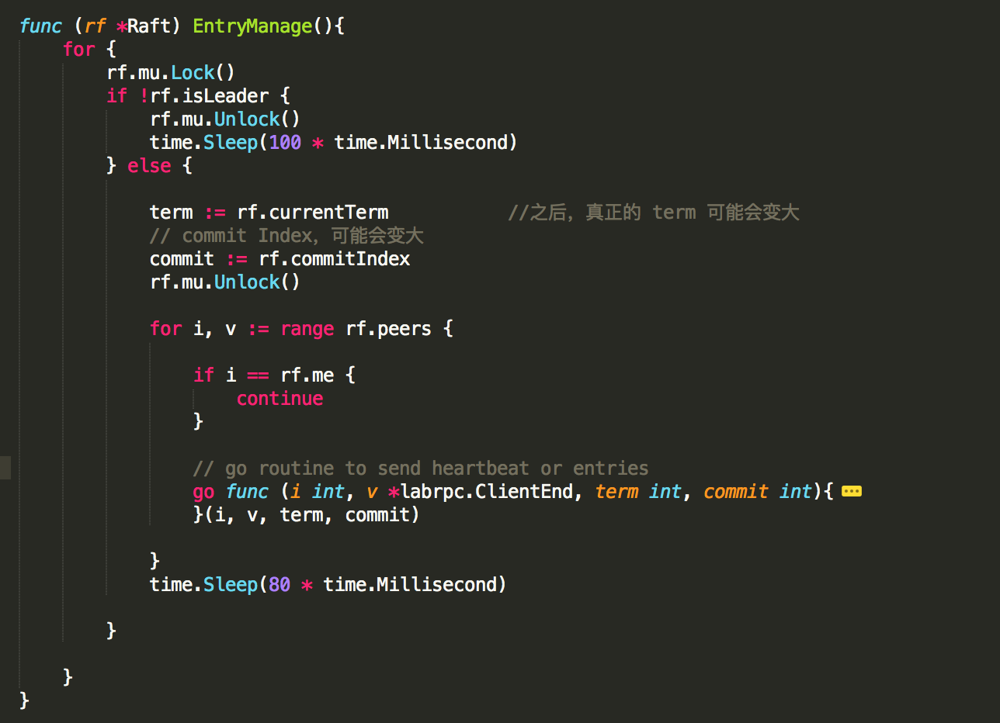 func (rf *Raft) EntryManage(){
for {
rf.mu.Lock()
if !rf.isLeader {
rf.mu.Unlock()
time.Sleep(100 * time.Millisecond)
} else {
term := rf.currentTerm //之后，真正的 term 可能会变大
// commit Index，可能会变大
commit := rf.commitIndex
rf.mu.Unlock()
for i, v := range rf.peers {
if i == rf.me {
continue
}
// go routine to send heartbeat or entries
go func (i int, v *labrpc.ClientEnd, term int, commit int){
}(i, v, term, commit)
}
time.Sleep(80 * time.Millisecond)
}
}
}